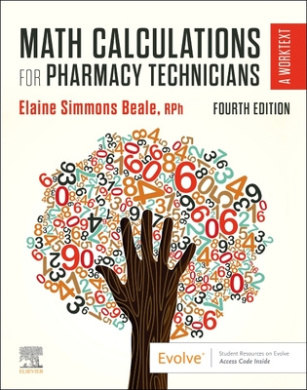 MATH CALCULATIONS
FOR PHARMACY TECHNICIANS
A WORKTEXT
Elaine Simmons Beale, RPh
FOURTH EDITION
ELSEVIER
Evolve
Student Resources on Evolve
Access Code Inside